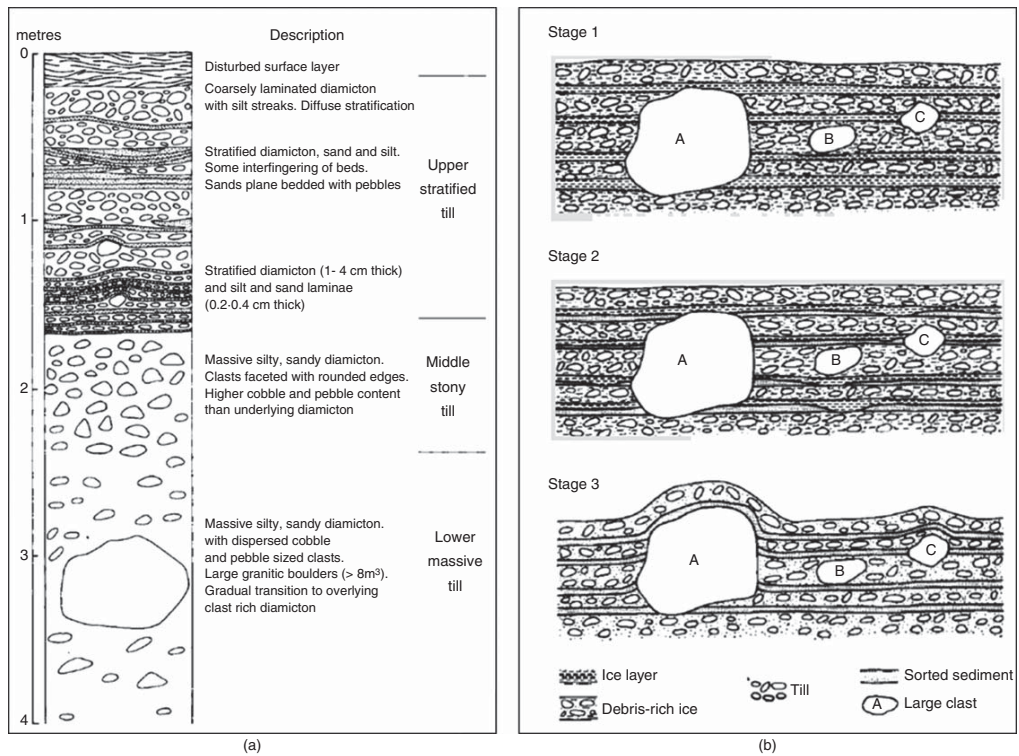 metres
Description
0
Disturbed surface layer
Coarsely laminated diamicton
with silt streaks. Diffuse stratification
Stratified diamicton, sand and silt.
Some interfingering of beds.
Sands plane bedded with pebbles
Upper
stratified
till
1
Stratified diamicton (1- 4 cm thick)
and silt and sand laminae
(0.2-0.4 cm thick)
Massive silty, sandy diamicton.
Clasts faceted with rounded edges.
Higher cobble and pebble content
than underlying diamicton
Middle
stony
till
2
Massive silty, sandy diamicton.
with dispersed cobble
and pebble sized clasts.
Large granitic boulders (> 8m³).
Gradual transition to overlying
clast rich diamicton
Lower
massive
till
3
4
(a)
Stage 1
A
B
C
Stage 2
A
B
C
Stage 3
A
B
C
Ice layer
Debris-rich ice
Till
Sorted sediment
A Large clast
(b)